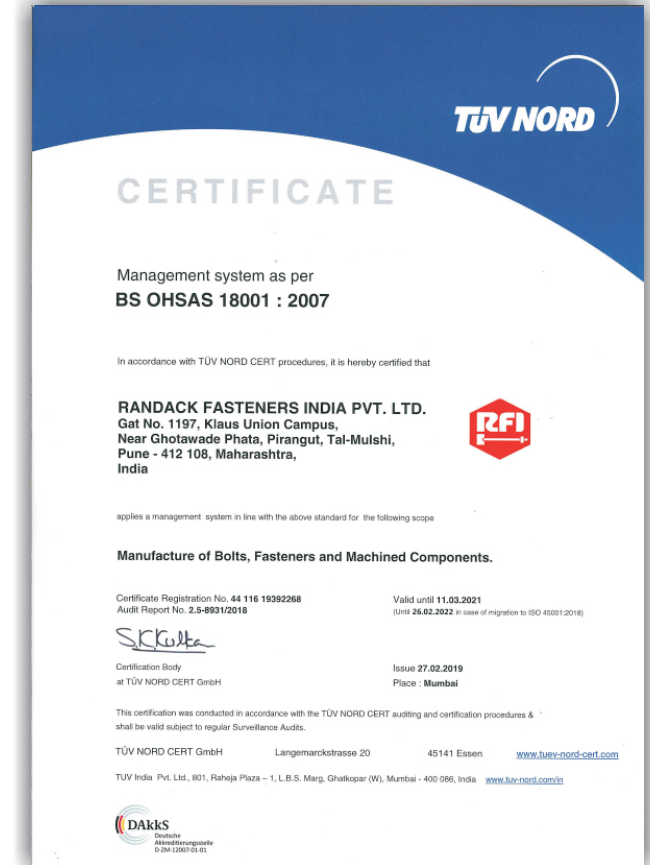 TÜV NORD
CERTIFICATE
Management system as per
BS OHSAS 18001 : 2007
In accordance with TÜV NORD CERT procedures, it is hereby certified that
RANDACK FASTENERS INDIA PVT. LTD.
Gat No. 1197, Klaus Union Campus,
Near Ghotawade Phata, Pirangut, Tal-Mulshi,
Pune - 412 108, Maharashtra,
India
RFI
applies a management system in line with the above standard for the following scope
Manufacture of Bolts, Fasteners and Machined Components.
Certificate Registration No. 44 116 19392268
Audit Report No. 2.5-8931/2018
Valid until 11.03.2021
(Until 26.02.2022 in case of migration to ISO 45001:2018)
Certification Body
at TÜV NORD CERT GmbH
Issue 27.02.2019
Place : Mumbai
This certification was conducted in accordance with the TÜV NORD CERT auditing and certification procedures &
shall be valid subject to regular Surveillance Audits.
TÜV NORD CERT GmbH Langemarckstrasse 20 45141 Essen www.tuev-nord-cert.com
TUV India Pvt. Ltd., 801, Raheja Plaza – 1, L.B.S. Marg, Ghatkopar (W), Mumbai - 400 086, India www.tuv-nord.com/in
DAkkS
Deutsche
Akkreditierungsstelle
D-ZM-12007-01-01